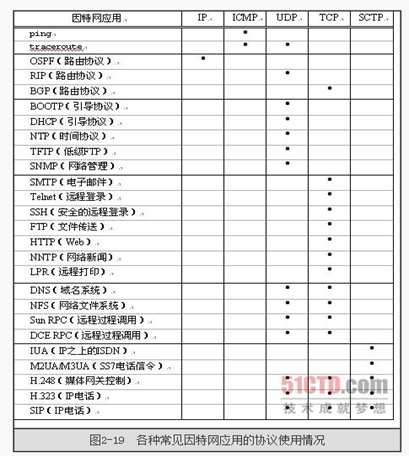 因特网应用 IP ICMP UDP TCP SCTP
ping •
traceroute • •
OSPF（路由协议） •
RIP（路由协议） •
BGP（路由协议） •
BOOTP（引导协议） •
DHCP（引导协议） •
NTP（时间协议） •
TFTP（低级FTP） •
SNMP（网络管理） •
SMTP（电子邮件） •
Telnet（远程登录） •
SSH（安全的远程登录） •
FTP（文件传送） •
HTTP（Web） •
NNTP（网络新闻） •
LPR（远程打印） •
DNS（域名系统） • •
NFS（网络文件系统） • •
Sun RPC（远程过程调用） • •
DCE RPC（远程过程调用） • •
IUA（IP之上的ISDN） •
M2UA/M3UA（SS7电话信令） •
H.248（媒体网关控制） • • •
H.323（IP电话） • • •
SIP（IP电话） • • •
51CTO.com
技术成就梦想
图2-19 各种常见因特网应用的协议使用情况